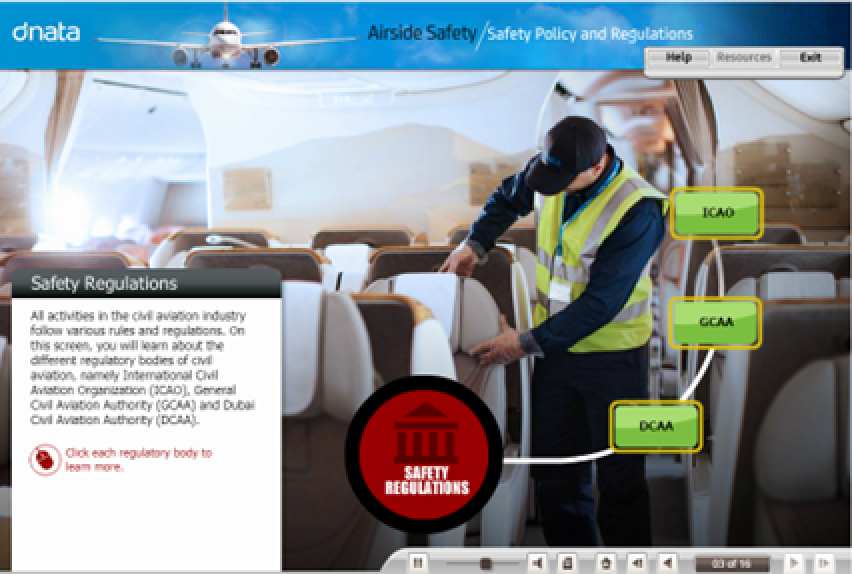 dnata
Airside Safety/Safety Policy and Regulations
Help Resources Exit
ICAO
Safety Regulations
All activities in the civil aviation industry
follow various rules and regulations. On
this screen, you will learn about the
different regulatory bodies of civil
aviation, namely International Civil
Aviation Organization (ICAO), General
Civil Aviation Authority (GCAA) and Dubai
Civil Aviation Authority (DCAA).
Click each regulatory body to
learn more.
GCAA
DCAA
SAFETY
REGULATIONS
03 of 16